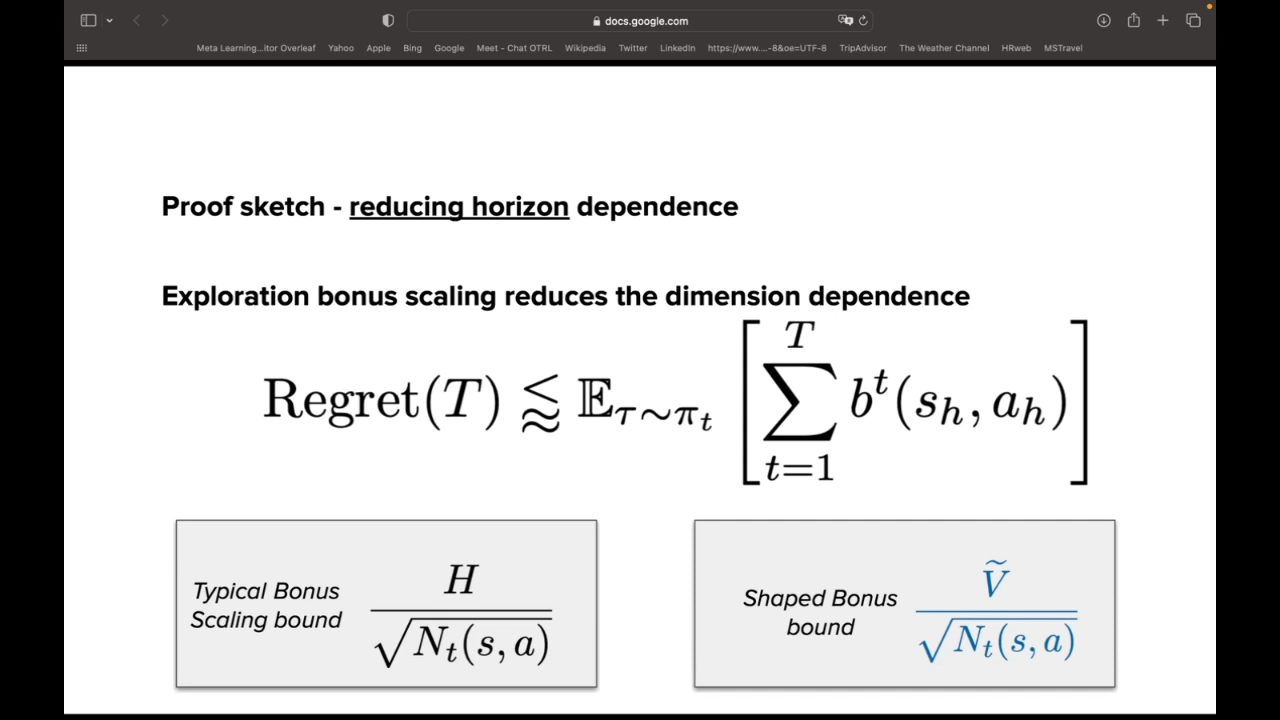 docs.google.com
Meta Learning...itor Overleaf Yahoo Apple Bing Google Meet - Chat OTRL Wikipedia Twitter LinkedIn https://www....-8&oe=UTF-8 TripAdvisor The Weather Channel HRweb MSTravel
Proof sketch - reducing horizon dependence
Exploration bonus scaling reduces the dimension dependence
Regret(T) ⪅ 𝔼_{τ∼π_t} [ ∑_{t=1}^{T} b^t(s_h, a_h) ]
Typical Bonus
Scaling bound
H / √N_t(s, a)
Shaped Bonus
bound
Ṽ / √N_t(s, a)